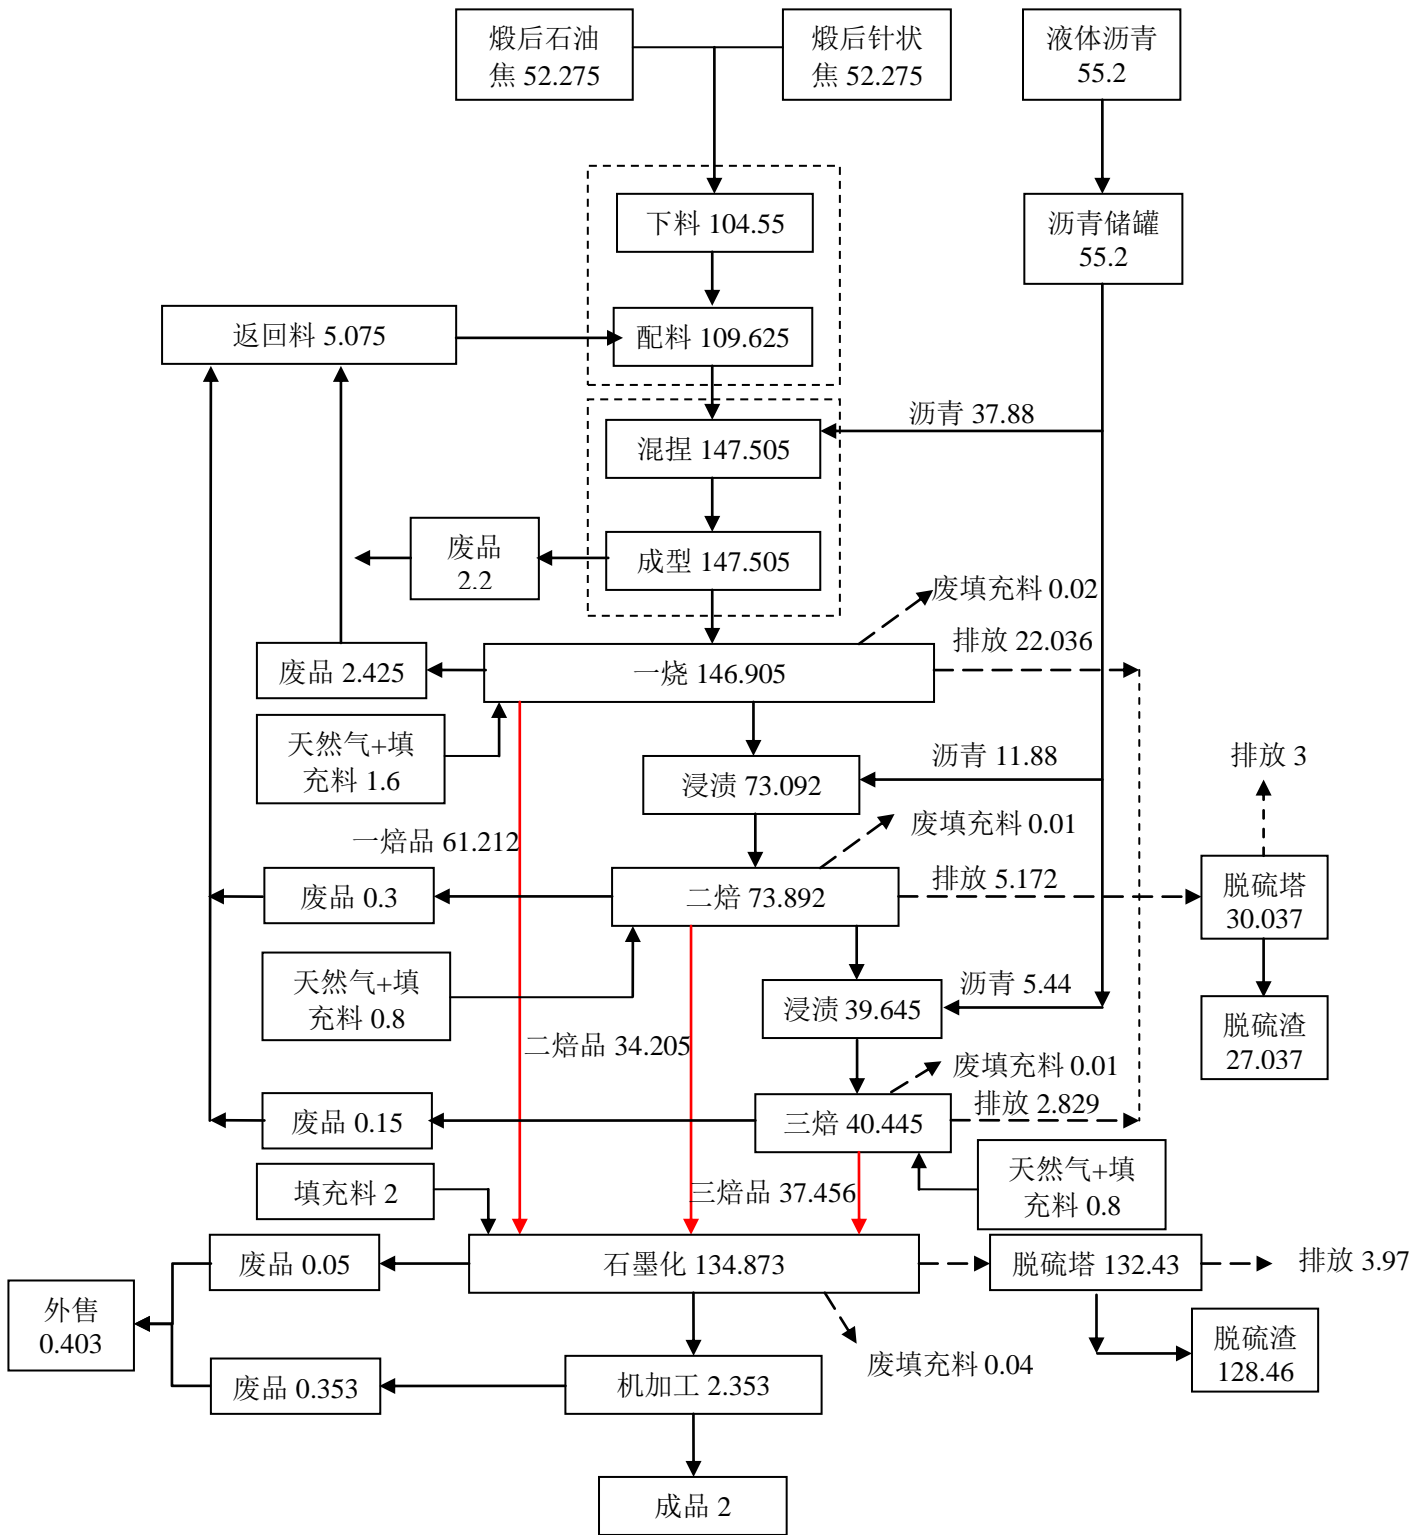 煅后石油
焦 52.275
煅后针状
焦 52.275
液体沥青
55.2
下料 104.55
沥青储罐
55.2
返回料 5.075
配料 109.625
沥青 37.88
混捏 147.505
废品
2.2
成型 147.505
废填充料 0.02
排放 22.036
废品 2.425
一烧 146.905
天然气+填
充料 1.6
沥青 11.88
排放 3
浸渍 73.092
一焙品 61.212
废填充料 0.01
废品 0.3
二焙 73.892
排放 5.172
脱硫塔
30.037
天然气+填
充料 0.8
沥青 5.44
浸渍 39.645
脱硫渣
27.037
二焙品 34.205
废填充料 0.01
排放 2.829
废品 0.15
三焙 40.445
天然气+填
充料 0.8
填充料 2
三焙品 37.456
废品 0.05
石墨化 134.873
脱硫塔 132.43
排放 3.97
外售
0.403
脱硫渣
128.46
废填充料 0.04
废品 0.353
机加工 2.353
成品 2